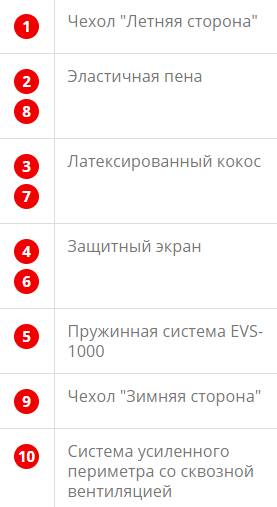 1 Чехол "Летняя сторона"
2 Эластичная пена
8
3 Латексированный кокос
7
4 Защитный экран
6
5 Пружинная система EVS-
1000
9 Чехол "Зимняя сторона"
10 Система усиленного
периметра со сквозной
вентиляцией